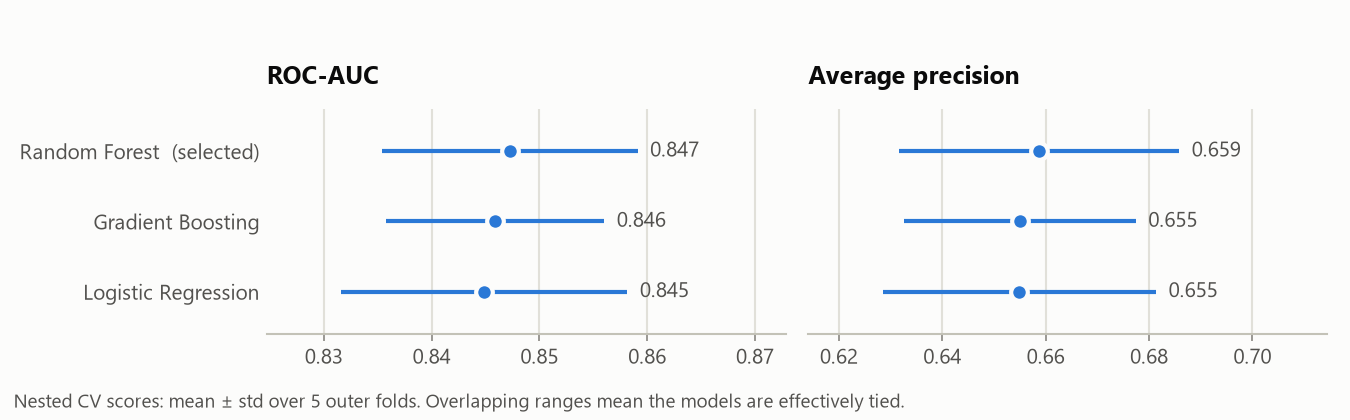 ROC-AUC
Average precision
Random Forest  (selected)
0.847
0.659
Gradient Boosting
0.846
0.655
Logistic Regression
0.845
0.655
0.83 0.84 0.85 0.86 0.87
0.62 0.64 0.66 0.68 0.70
Nested CV scores: mean ± std over 5 outer folds. Overlapping ranges mean the models are effectively tied.